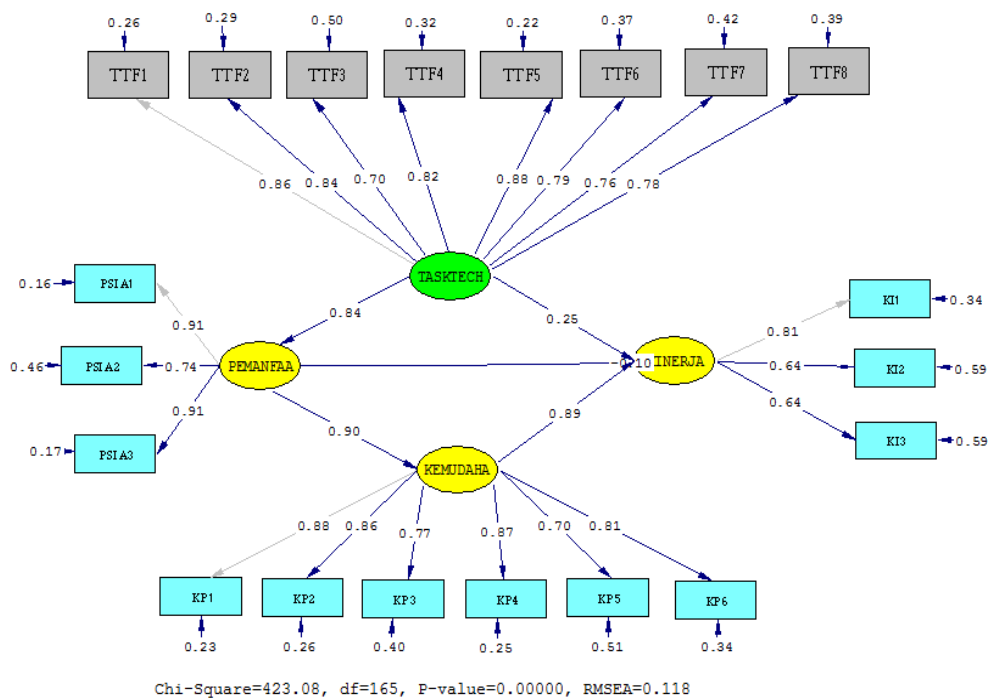 0.26 0.29 0.50 0.32 0.22 0.37 0.42 0.39
TTF1 TTF2 TTF3 TTF4 TTF5 TTF6 TTF7 TTF8
0.86 0.84 0.70 0.82 0.88 0.79 0.76 0.78
TASKTECH
0.16 PSIA1
0.91
0.84
0.25
KI1 0.34
0.81
0.46 PSIA2
0.74
PEMANFAA
-0.10
INERJA
0.64
KI2 0.59
0.91
0.64
0.17 PSIA3
0.90
0.89
KI3 0.59
KEMUDAHA
0.88 0.86 0.77 0.87 0.70 0.81
KP1 KP2 KP3 KP4 KP5 KP6
0.23 0.26 0.40 0.25 0.51 0.34
Chi-Square=423.08, df=165, P-value=0.00000, RMSEA=0.118